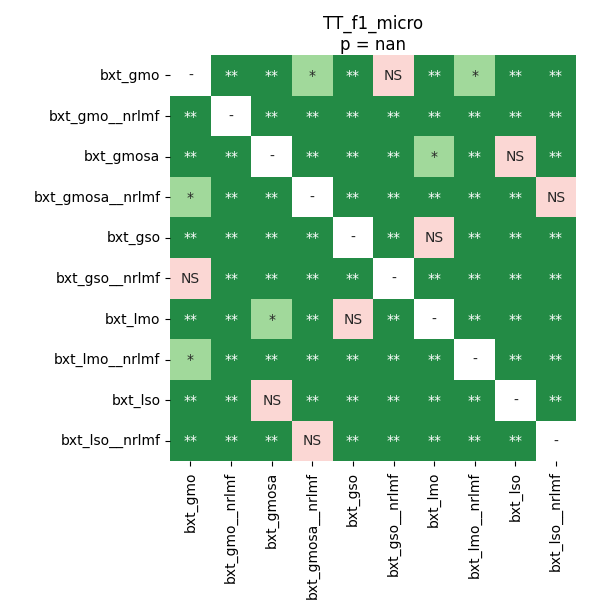 TT_f1_micro
p = nan
bxt_gmo - ** ** * ** NS ** * ** **
bxt_gmo__nrlmf ** - ** ** ** ** ** ** ** **
bxt_gmosa ** ** - ** ** ** * ** NS **
bxt_gmosa__nrlmf * ** ** - ** ** ** ** ** NS
bxt_gso ** ** ** ** - ** NS ** ** **
bxt_gso__nrlmf NS ** ** ** ** - ** ** ** **
bxt_lmo ** ** * ** NS ** - ** ** **
bxt_lmo__nrlmf * ** ** ** ** ** ** - ** **
bxt_lso ** ** NS ** ** ** ** ** - **
bxt_lso__nrlmf ** ** ** NS ** ** ** ** ** -
bxt_gmo
bxt_gmo__nrlmf
bxt_gmosa
bxt_gmosa__nrlmf
bxt_gso
bxt_gso__nrlmf
bxt_lmo
bxt_lmo__nrlmf
bxt_lso
bxt_lso__nrlmf